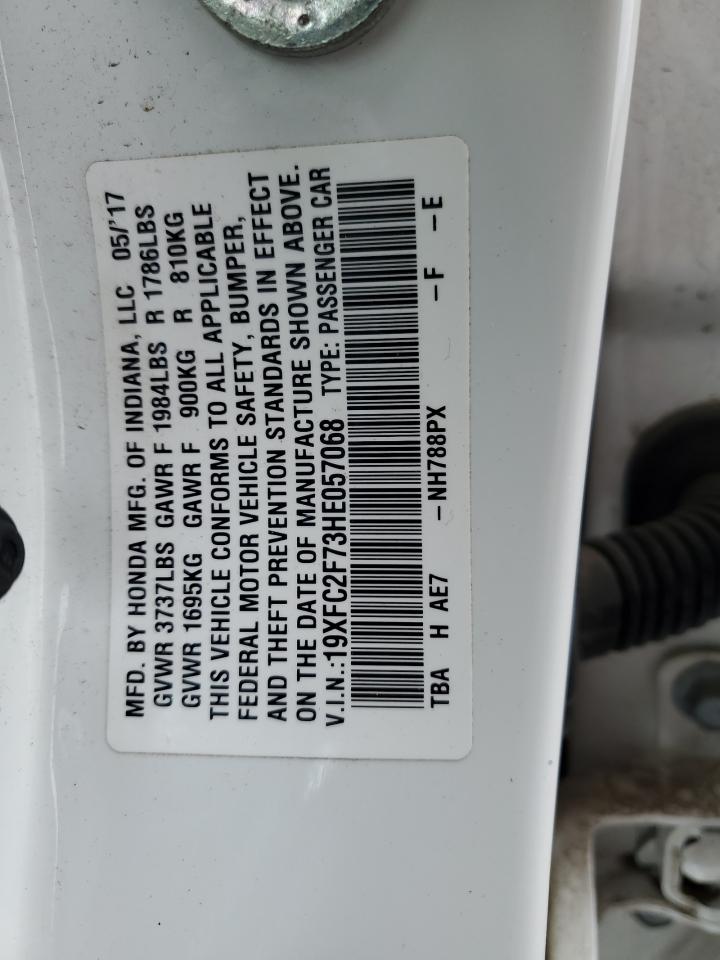 MFD. BY HONDA MFG. OF INDIANA, LLC 05/'17
GVWR 3737LBS GAWR F 1984LBS R 1786LBS
GVWR 1695KG GAWR F 900KG R 810KG
THIS VEHICLE CONFORMS TO ALL APPLICABLE
FEDERAL MOTOR VEHICLE SAFETY, BUMPER,
AND THEFT PREVENTION STANDARDS IN EFFECT
ON THE DATE OF MANUFACTURE SHOWN ABOVE.
V.I.N.:19XFC2F73HE057068 TYPE: PASSENGER CAR
TBA H AE7 -NH788PX -F -E